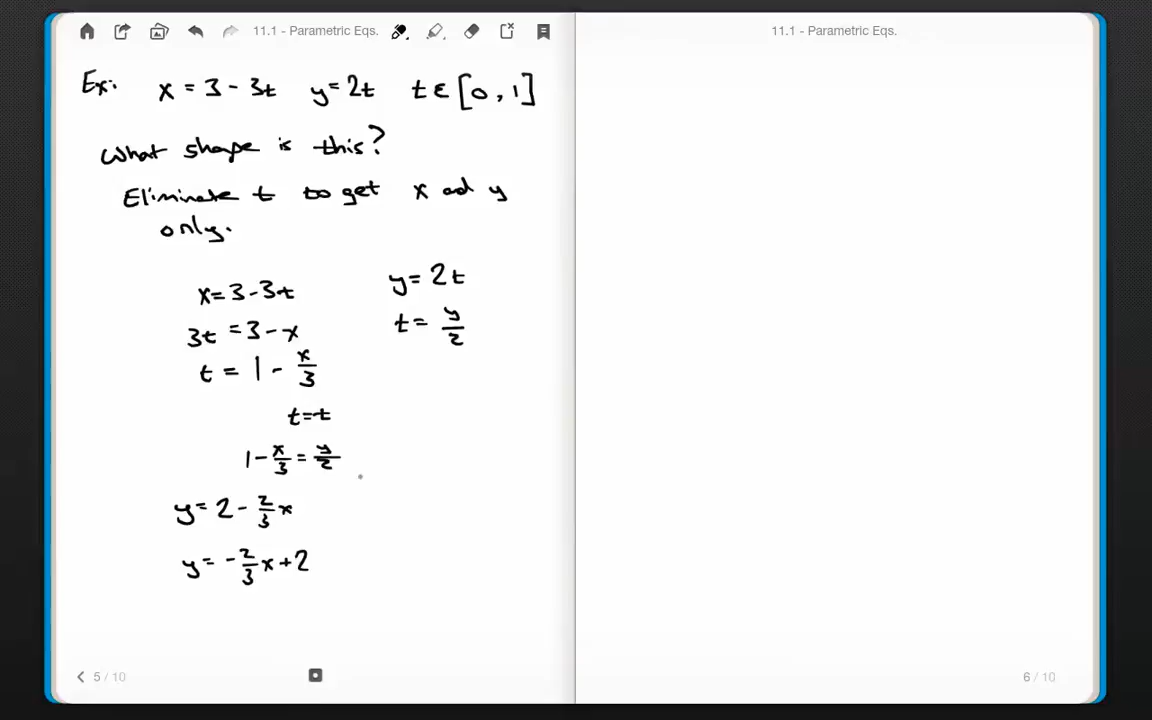 11.1 - Parametric Eqs.
11.1 - Parametric Eqs.
Ex: x = 3 - 3t y = 2t t ε [0, 1]
What shape is this?
Eliminate t to get x ad y
only.
x = 3 - 3t
3t = 3 - x
t = 1 - x/3
y = 2t
t = y/2
t = t
1 - x/3 = y/2
y = 2 - 2/3 x
y = -2/3 x + 2
5 / 10
6 / 10